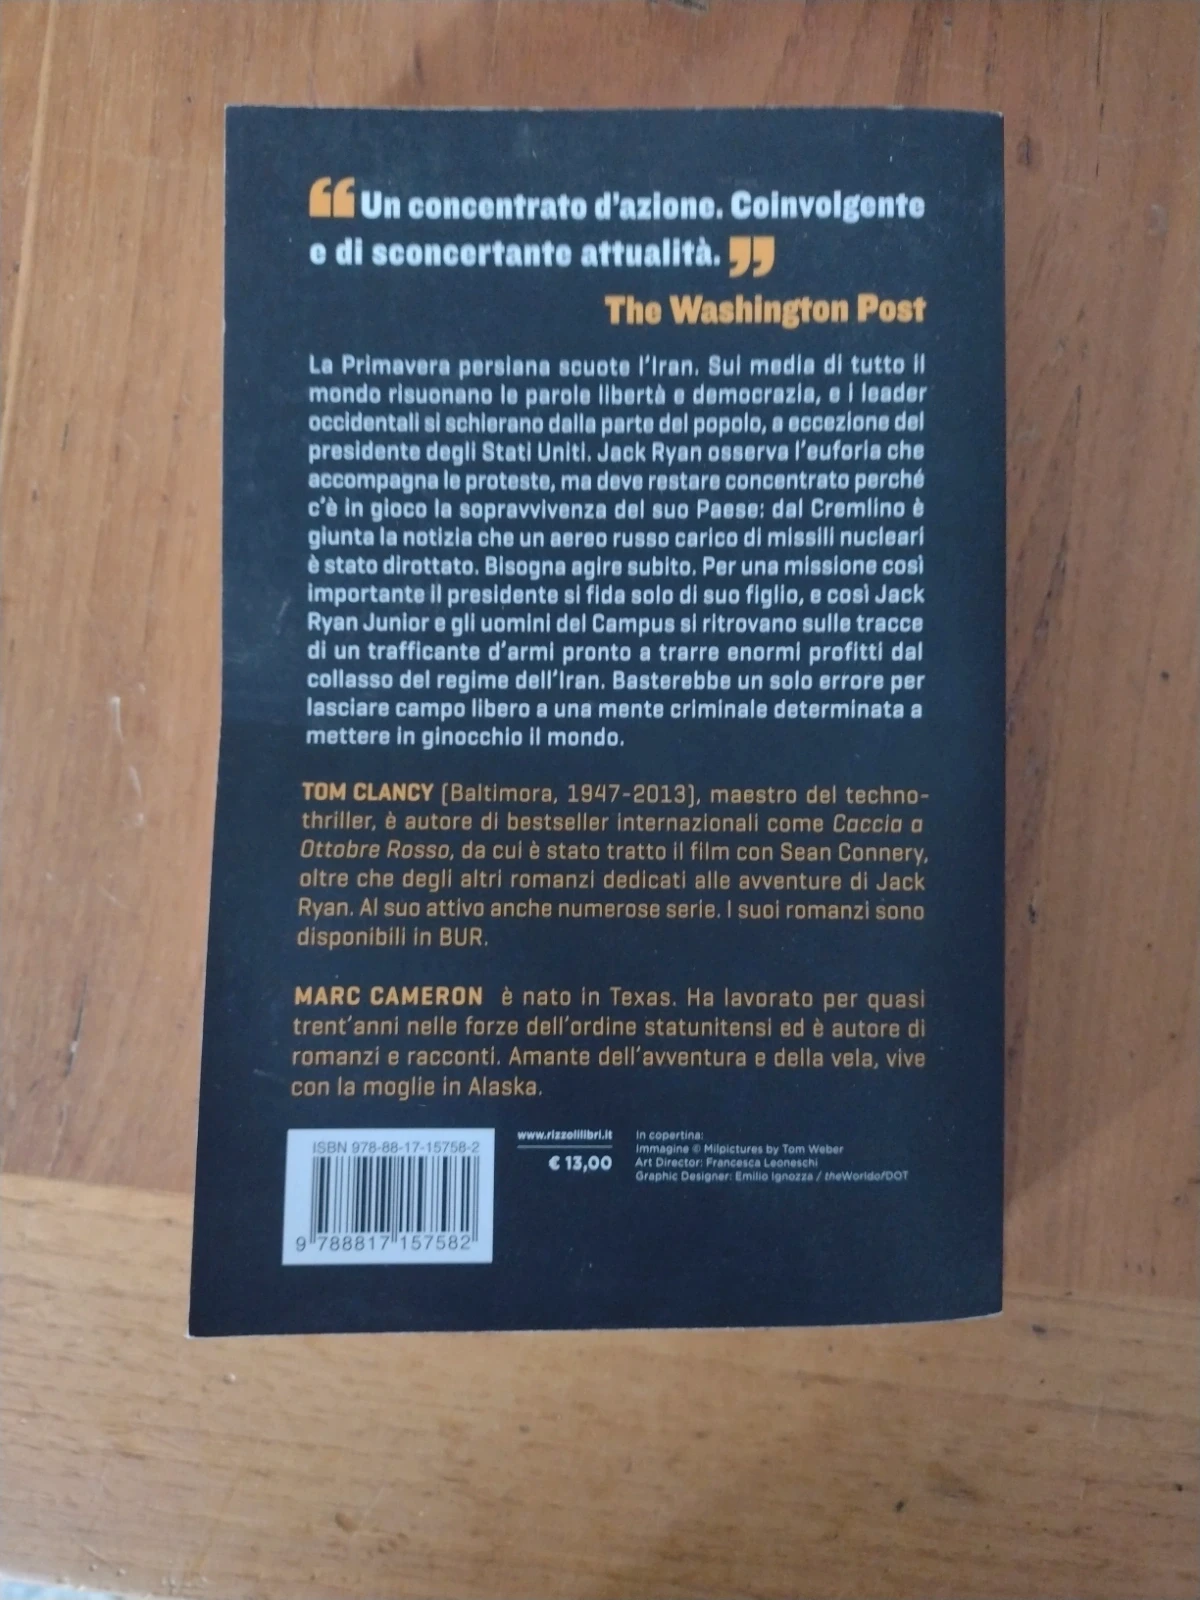 “Un concentrato d'azione. Coinvolgente
e di sconcertante attualità.”
The Washington Post
La Primavera persiana scuote l'Iran. Sui media di tutto il
mondo risuonano le parole libertà e democrazia, e i leader
occidentali si schierano dalla parte del popolo, a eccezione del
presidente degli Stati Uniti. Jack Ryan osserva l'euforia che
accompagna le proteste, ma deve restare concentrato perché
c'è in gioco la sopravvivenza del suo Paese: dal Cremlino è
giunta la notizia che un aereo russo carico di missili nucleari
è stato dirottato. Bisogna agire subito. Per una missione così
importante il presidente si fida solo di suo figlio, e così Jack
Ryan Junior e gli uomini del Campus si ritrovano sulle tracce
di un trafficante d'armi pronto a trarre enormi profitti dal
collasso del regime dell'Iran. Basterebbe un solo errore per
lasciare campo libero a una mente criminale determinata a
mettere in ginocchio il mondo.
TOM CLANCY (Baltimora, 1947-2013), maestro del techno-
thriller, è autore di bestseller internazionali come Caccia a
Ottobre Rosso, da cui è stato tratto il film con Sean Connery,
oltre che degli altri romanzi dedicati alle avventure di Jack
Ryan. Al suo attivo anche numerose serie. I suoi romanzi sono
disponibili in BUR.
MARC CAMERON è nato in Texas. Ha lavorato per quasi
trent'anni nelle forze dell'ordine statunitensi ed è autore di
romanzi e racconti. Amante dell'avventura e della vela, vive
con la moglie in Alaska.
ISBN 978-88-17-15758-2
9 788817 157582
www.rizzolilibri.it
€ 13,00
In copertina:
Immagine © Milpictures by Tom Weber
Art Director: Francesca Leoneschi
Graphic Designer: Emilio Ignozza / theWorldofDOT